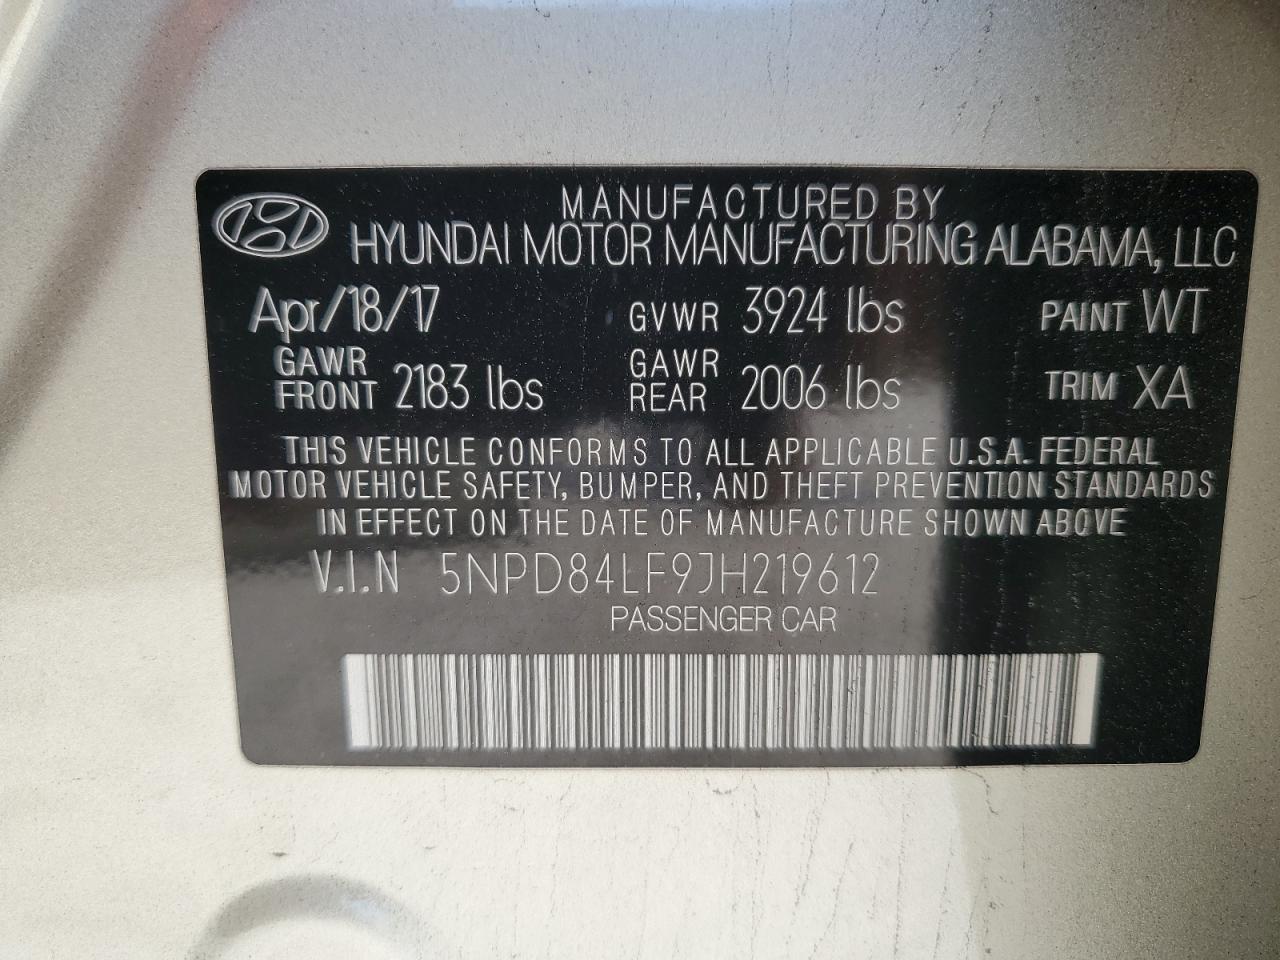 MANUFACTURED BY
HYUNDAI MOTOR MANUFACTURING ALABAMA, LLC
Apr/18/17 GVWR 3924 lbs PAINT WT
GAWR FRONT 2183 lbs GAWR REAR 2006 lbs TRIM XA
THIS VEHICLE CONFORMS TO ALL APPLICABLE U.S.A. FEDERAL
MOTOR VEHICLE SAFETY, BUMPER, AND THEFT PREVENTION STANDARDS
IN EFFECT ON THE DATE OF MANUFACTURE SHOWN ABOVE
V.I.N 5NPD84LF9JH219612
PASSENGER CAR